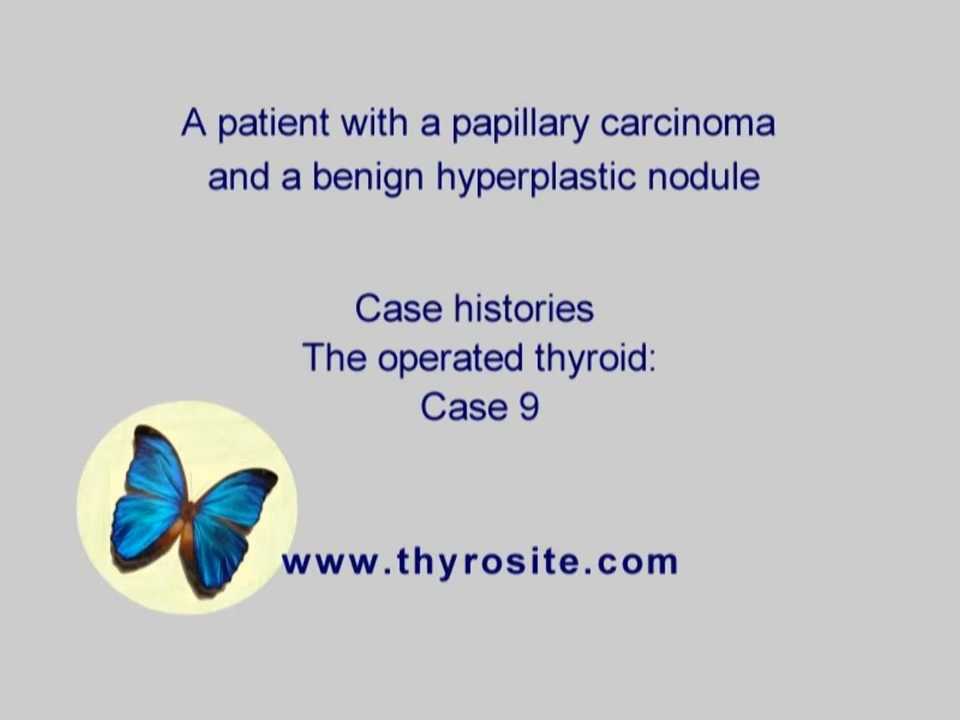 A patient with a papillary carcinoma
and a benign hyperplastic nodule
Case histories
The operated thyroid:
Case 9
www.thyrosite.com